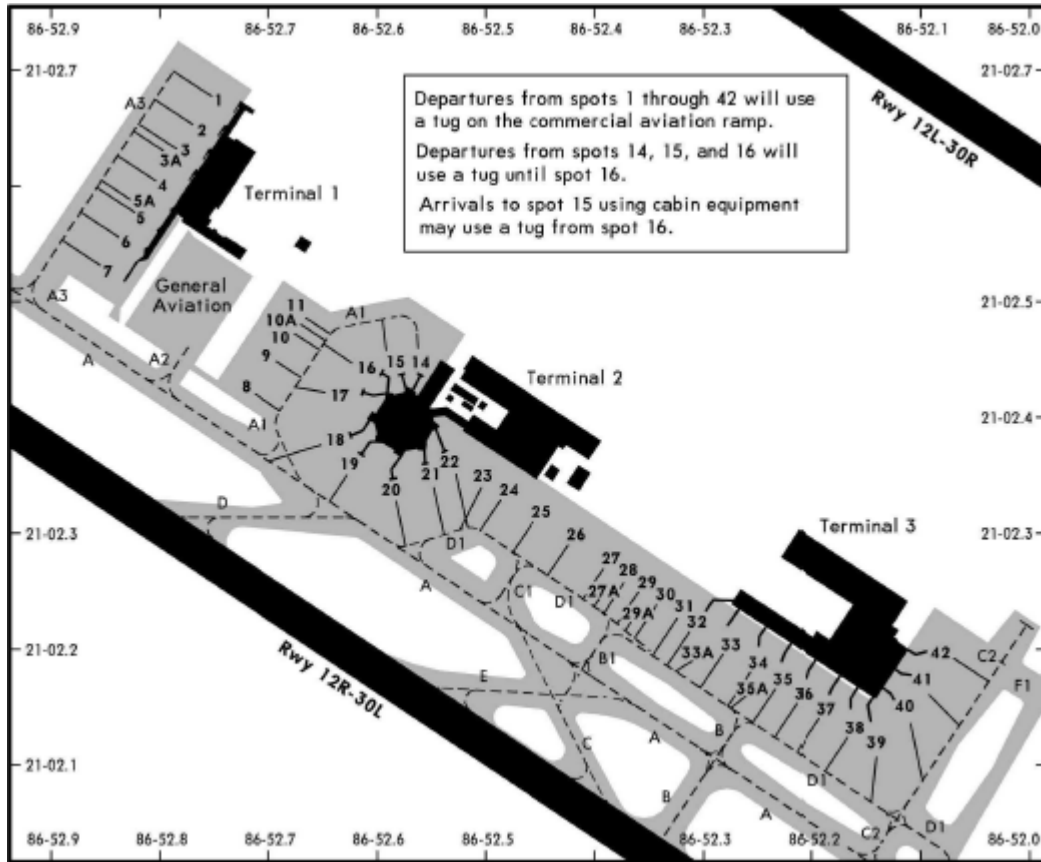 86-52.9 86-52.8 86-52.7 86-52.6 86-52.5 86-52.4 86-52.3 86-52.1 86-52.0
21-02.7 21-02.7
Rwy 12L-30R
Departures from spots 1 through 42 will use
a tug on the commercial aviation ramp.
Departures from spots 14, 15, and 16 will
use a tug until spot 16.
Arrivals to spot 15 using cabin equipment
may use a tug from spot 16.
A3
1
2
3
3A
4
5A
5
6
7
Terminal 1
General
Aviation
A3
A
A2
21-02.5
11
10A
10
9
8
A1
A1
16 15 14
17
18
19
20
21
22
Terminal 2
21-02.4
23
24
25
26
27
27A
28
29
29A
30
31
32
33A
33
34
35A
35
36
37
38
39
40
41
42
Terminal 3
21-02.3 21-02.3
D
D1
A
C1
D1
B1
E
C
A
B
B
A
D1
C2
D1
C2
F1
21-02.2 21-02.2
Rwy 12R-30L
21-02.1 21-02.1
86-52.9 86-52.8 86-52.7 86-52.6 86-52.5 86-52.4 86-52.3 86-52.2 86-52.1 86-52.0